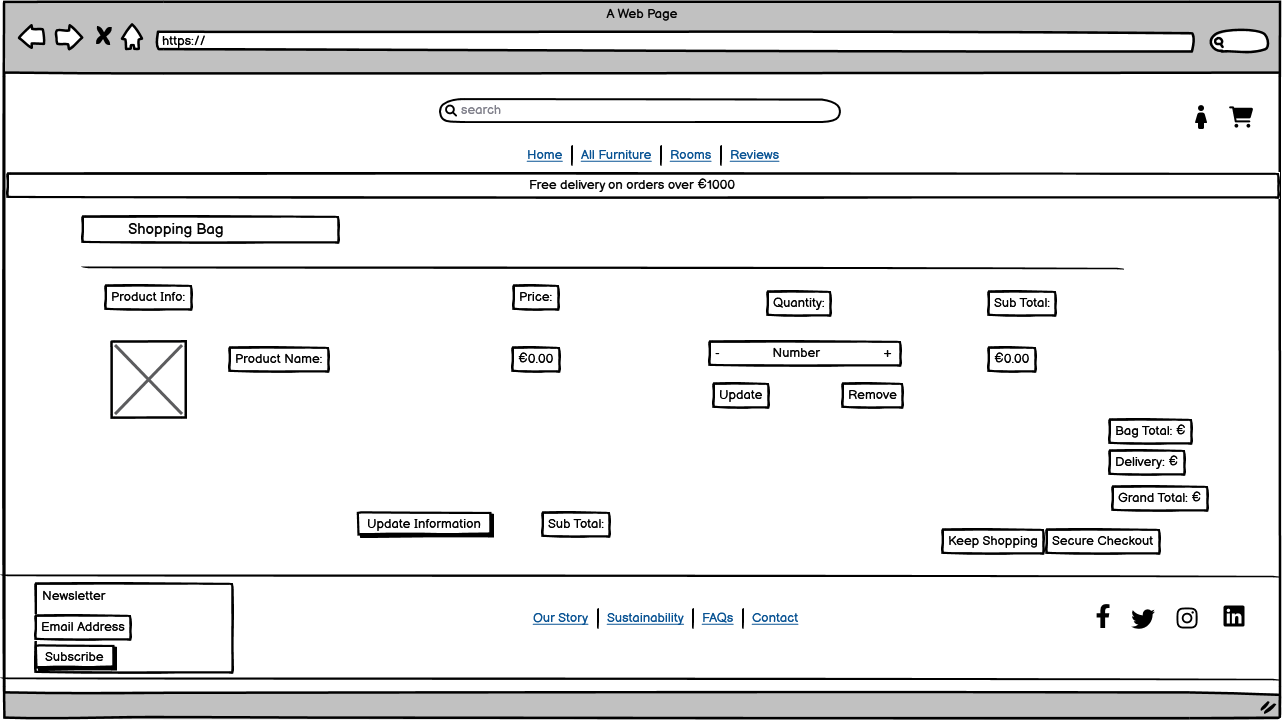 A Web Page
https://
search
Home
All Furniture
Rooms
Reviews
Free delivery on orders over €1000
Shopping Bag
Product Info:
Price:
Quantity:
Sub Total:
Product Name:
€0.00
- Number +
€0.00
Update
Remove
Bag Total: €
Delivery: €
Grand Total: €
Update Information
Sub Total:
Keep Shopping
Secure Checkout
Newsletter
Email Address
Subscribe
Our Story
Sustainability
FAQs
Contact